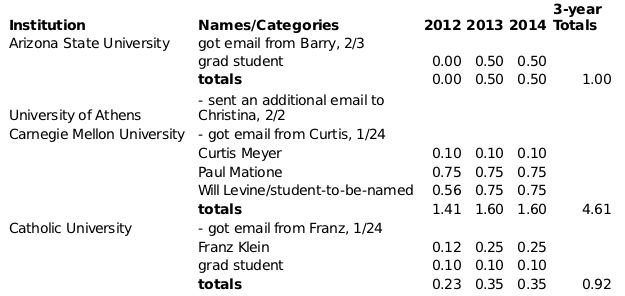 3-year
Institution Names/Categories 2012 2013 2014 Totals
Arizona State University got email from Barry, 2/3
grad student 0.00 0.50 0.50
totals 0.00 0.50 0.50 1.00
- sent an additional email to
University of Athens Christina, 2/2
Carnegie Mellon University - got email from Curtis, 1/24
Curtis Meyer 0.10 0.10 0.10
Paul Matione 0.75 0.75 0.75
Will Levine/student-to-be-named 0.56 0.75 0.75
totals 1.41 1.60 1.60 4.61
Catholic University - got email from Franz, 1/24
Franz Klein 0.12 0.25 0.25
grad student 0.10 0.10 0.10
totals 0.23 0.35 0.35 0.92